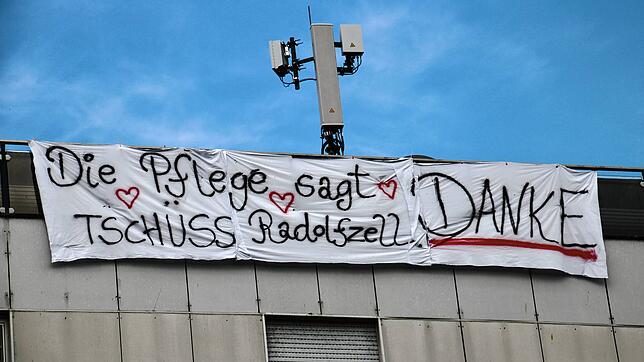 Die Pflege sagt
TSCHÜSS Radolfzell
DANKE